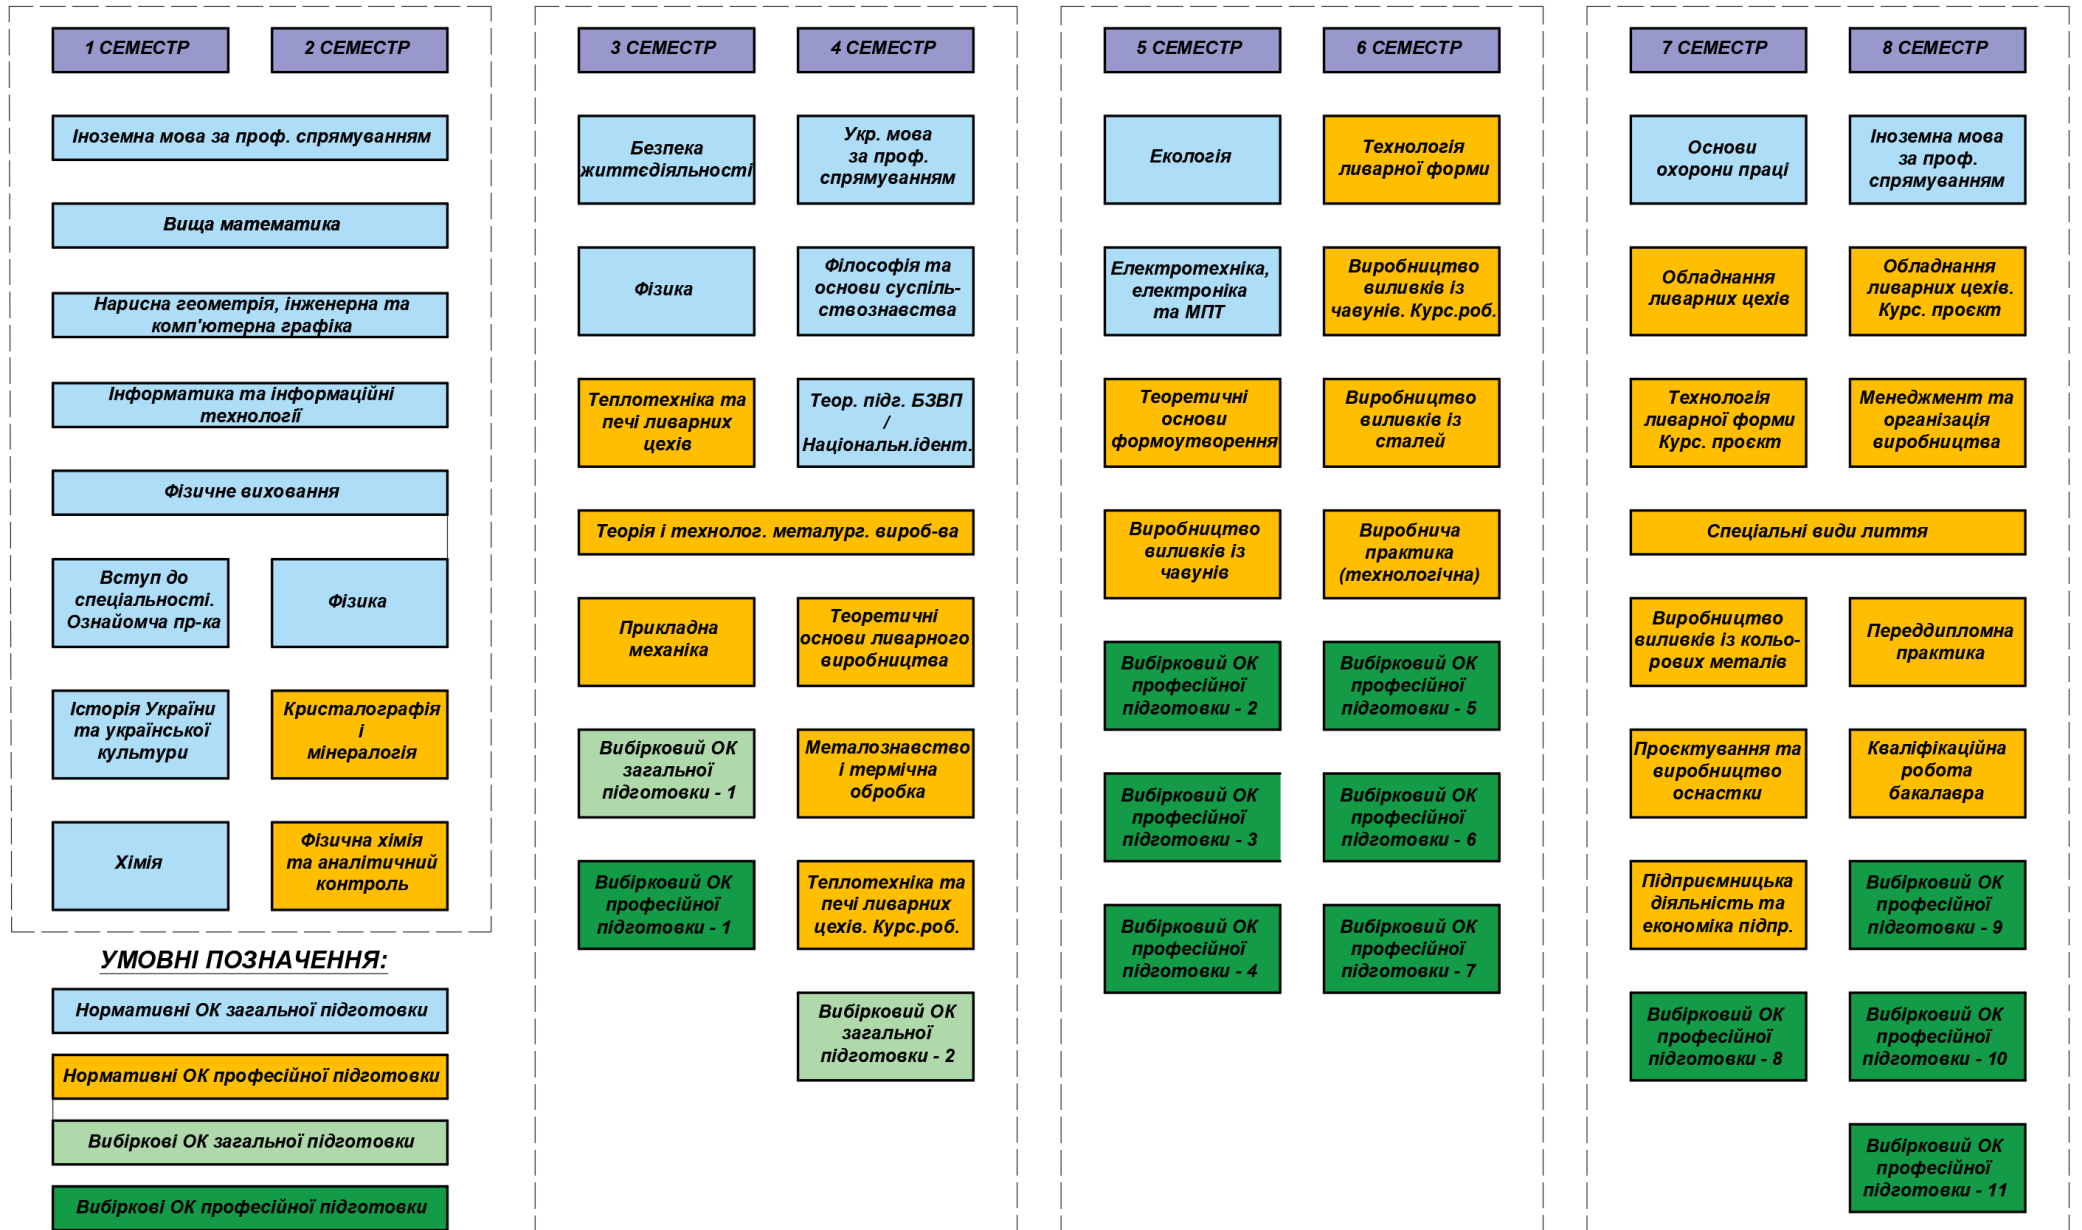 1 СЕМЕСТР
2 СЕМЕСТР
Іноземна мова за проф. спрямуванням
Вища математика
Нарисна геометрія, інженерна та
комп'ютерна графіка
Інформатика та інформаційні
технології
Фізичне виховання
Вступ до
спеціальності.
Ознайомча пр-ка
Фізика
Історія України
та української
культури
Кристалографія
і
мінералогія
Хімія
Фізична хімія
та аналітичний
контроль
УМОВНІ ПОЗНАЧЕННЯ:
Нормативні ОК загальної підготовки
Нормативні ОК професійної підготовки
Вибіркові ОК загальної підготовки
Вибіркові ОК професійної підготовки
3 СЕМЕСТР
4 СЕМЕСТР
Безпека
життєдіяльності
Укр. мова
за проф.
спрямуванням
Фізика
Філософія та
основи суспіль-
ствознавства
Теплотехніка та
печі ливарних
цехів
Теор. підг. БЗВП
/
Національн.ідент.
Теорія і технолог. металург. вироб-ва
Прикладна
механіка
Теоретичні
основи ливарного
виробництва
Вибірковий ОК
загальної
підготовки - 1
Металознавство
і термічна
обробка
Вибірковий ОК
професійної
підготовки - 1
Теплотехніка та
печі ливарних
цехів. Курс.роб.
Вибірковий ОК
загальної
підготовки - 2
5 СЕМЕСТР
6 СЕМЕСТР
Екологія
Технологія
ливарної форми
Електротехніка,
електроніка
та МПТ
Виробництво
виливків із
чавунів. Курс.роб.
Теоретичні
основи
формоутворення
Виробництво
виливків із
сталей
Виробництво
виливків із
чавунів
Виробнича
практика
(технологічна)
Вибірковий ОК
професійної
підготовки - 2
Вибірковий ОК
професійної
підготовки - 5
Вибірковий ОК
професійної
підготовки - 3
Вибірковий ОК
професійної
підготовки - 6
Вибірковий ОК
професійної
підготовки - 4
Вибірковий ОК
професійної
підготовки - 7
7 СЕМЕСТР
8 СЕМЕСТР
Основи
охорони праці
Іноземна мова
за проф.
спрямуванням
Обладнання
ливарних цехів
Обладнання
ливарних цехів.
Курс. проєкт
Технологія
ливарної форми
Курс. проєкт
Менеджмент та
організація
виробництва
Спеціальні види лиття
Виробництво
виливків із кольо-
рових металів
Переддипломна
практика
Проєктування та
виробництво
оснастки
Кваліфікаційна
робота
бакалавра
Підприємницька
діяльність та
економіка підпр.
Вибірковий ОК
професійної
підготовки - 9
Вибірковий ОК
професійної
підготовки - 8
Вибірковий ОК
професійної
підготовки - 10
Вибірковий ОК
професійної
підготовки - 11